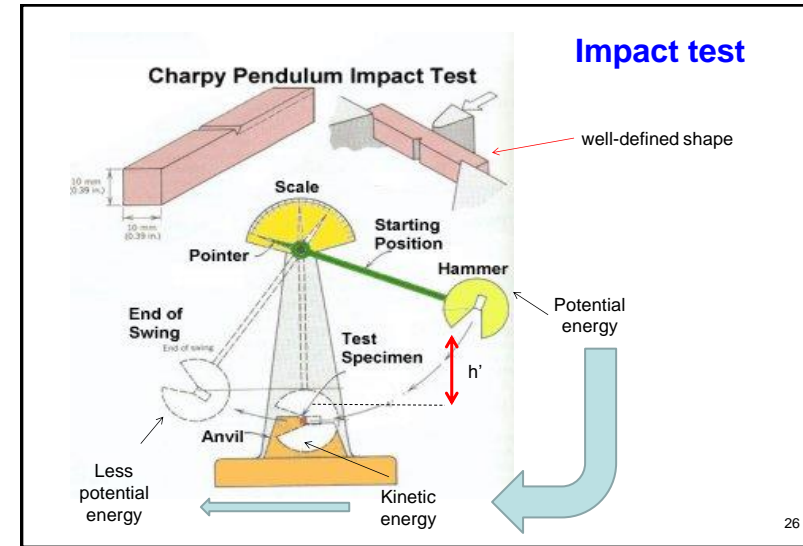 Impact test
Charpy Pendulum Impact Test
well-defined shape
10 mm
(0.39 in.)
10 mm
(0.39 in.)
Scale
Starting
Position
Pointer
Hammer
Potential
energy
End of
Swing
End of swing
Test
Specimen
h’
Anvil
Less
potential
energy
Kinetic
energy
26